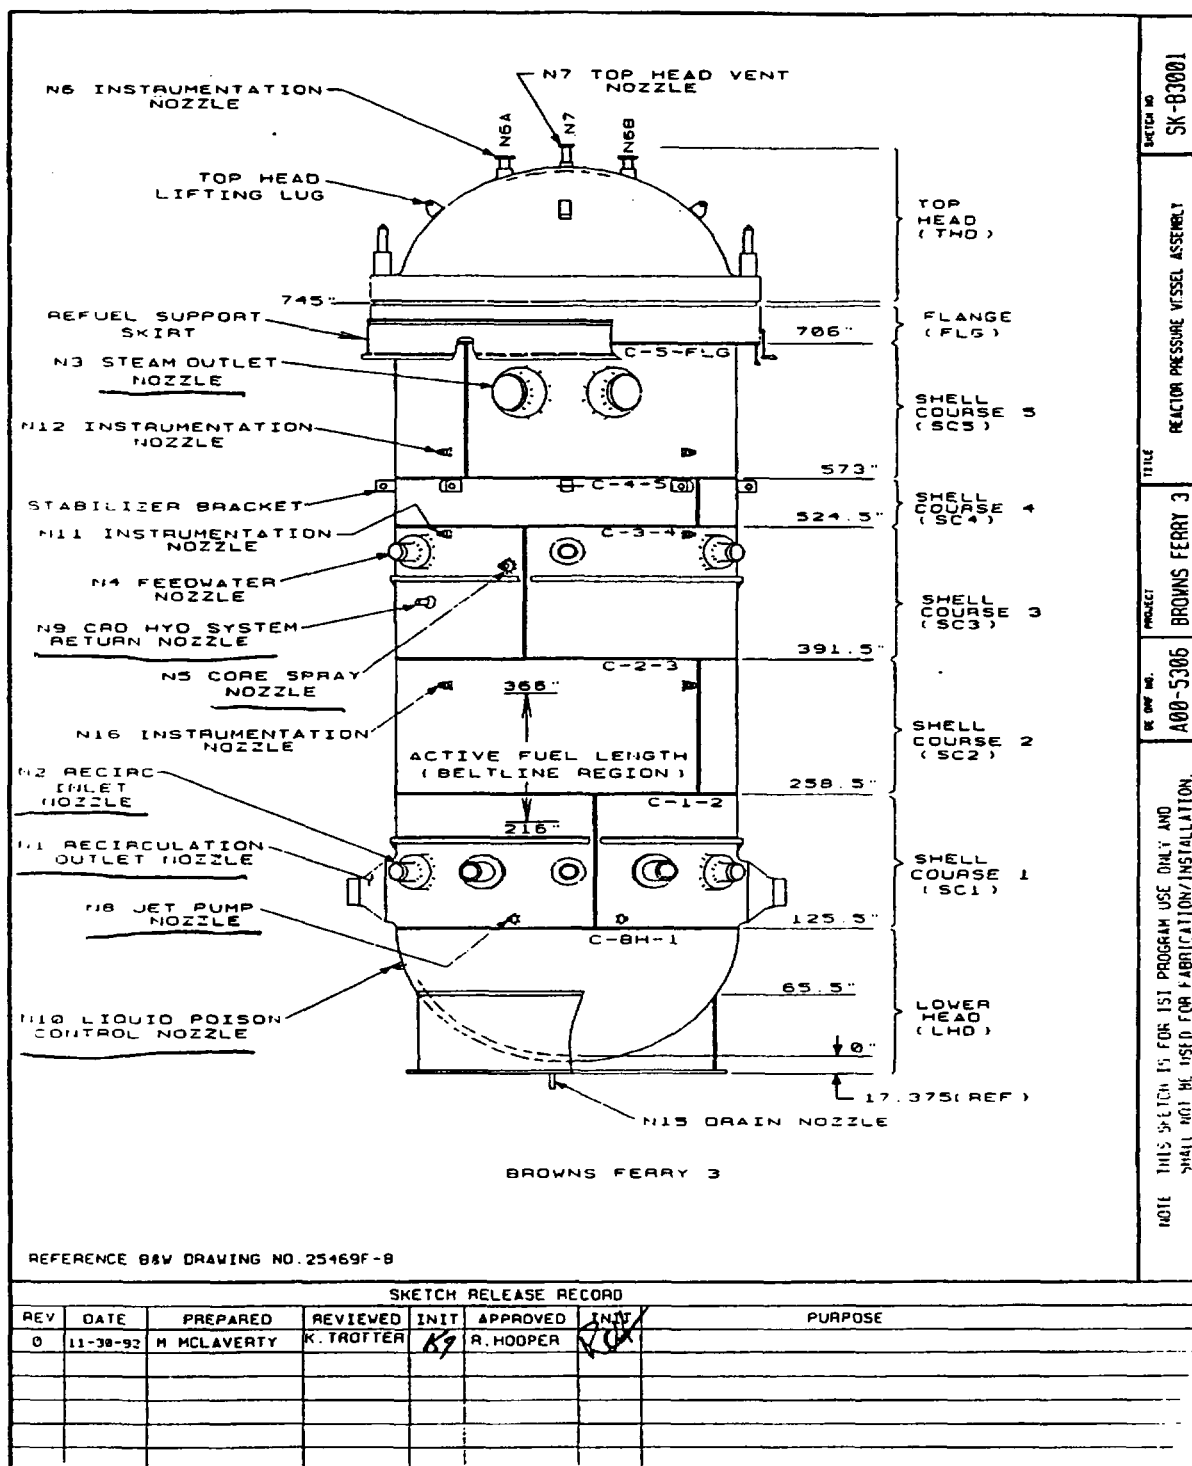 N6 INSTRUMENTATION
NOZZLE
N7 TOP HEAD VENT
NOZZLE
N6A
N7
N6B
TOP HEAD
LIFTING LUG
TOP
HEAD
(THD)
745"
REFUEL SUPPORT
SKIRT
706"
FLANGE
(FLG)
C-5-FLG
N3 STEAM OUTLET
NOZZLE
SHELL
COURSE 5
(SC5)
N12 INSTRUMENTATION
NOZZLE
573"
STABILIZER BRACKET
C-4-5
SHELL
COURSE 4
(SC4)
524.5"
N11 INSTRUMENTATION
NOZZLE
C-3-4
N4 FEEDWATER
NOZZLE
N9 CRD HYD SYSTEM
RETURN NOZZLE
SHELL
COURSE 3
(SC3)
391.5"
C-2-3
N5 CORE SPRAY
NOZZLE
366"
N16 INSTRUMENTATION
NOZZLE
ACTIVE FUEL LENGTH
(BELTLINE REGION)
SHELL
COURSE 2
(SC2)
258.5"
N2 RECIRC
INLET
NOZZLE
C-1-2
216"
N1 RECIRCULATION
OUTLET NOZZLE
SHELL
COURSE 1
(SC1)
N8 JET PUMP
NOZZLE
125.5"
C-BH-1
65.5"
N10 LIQUID POISON
CONTROL NOZZLE
LOWER
HEAD
(LHD)
0"
17.375(REF)
N15 DRAIN NOZZLE
BROWNS FERRY 3
REFERENCE B&W DRAWING NO.25469F-8
SKETCH NO
SK-B3001
TITLE
REACTOR PRESSURE VESSEL ASSEMBLY
PROJECT
BROWNS FERRY 3
GE DRF NO.
A00-5306
NOTE THIS SKETCH IS FOR ISI PROGRAM USE ONLY AND
SHALL NOT BE USED FOR FABRICATION/INSTALLATION.
SKETCH RELEASE RECORD
REV DATE PREPARED REVIEWED INIT APPROVED INIT PURPOSE
0 11-30-92 M MCLAVERTY K.TROTTER R.HOOPER